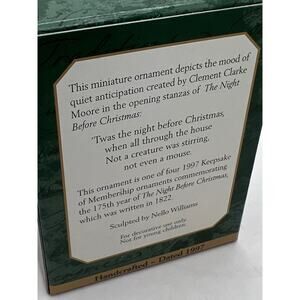 This miniature ornament depicts the mood of
quiet anticipation created by Clement Clarke
Moore in the opening stanzas of The Night
Before Christmas:
'Twas the night before Christmas,
when all through the house
Not a creature was stirring,
not even a mouse.
This ornament is one of four 1997 Keepsake
of Membership ornaments commemorating
the 175th year of The Night Before Christmas,
which was written in 1822.
Sculpted by Nello Williams
For decorative use only.
Not for young children.
Handcrafted ~ Dated 1997